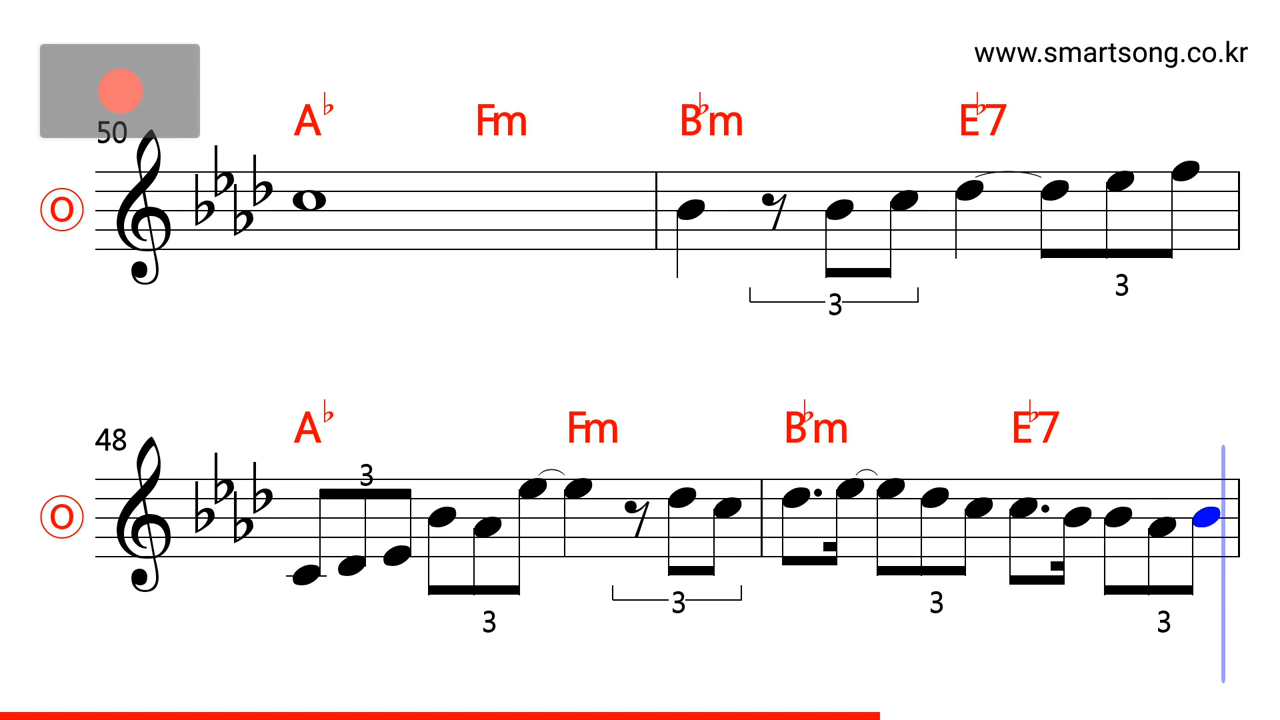 www.smartsong.co.kr
50
A♭ Fm B♭m E♭7
O
3 3
A♭ Fm B♭m E♭7
48
3
O
3 3 3 3